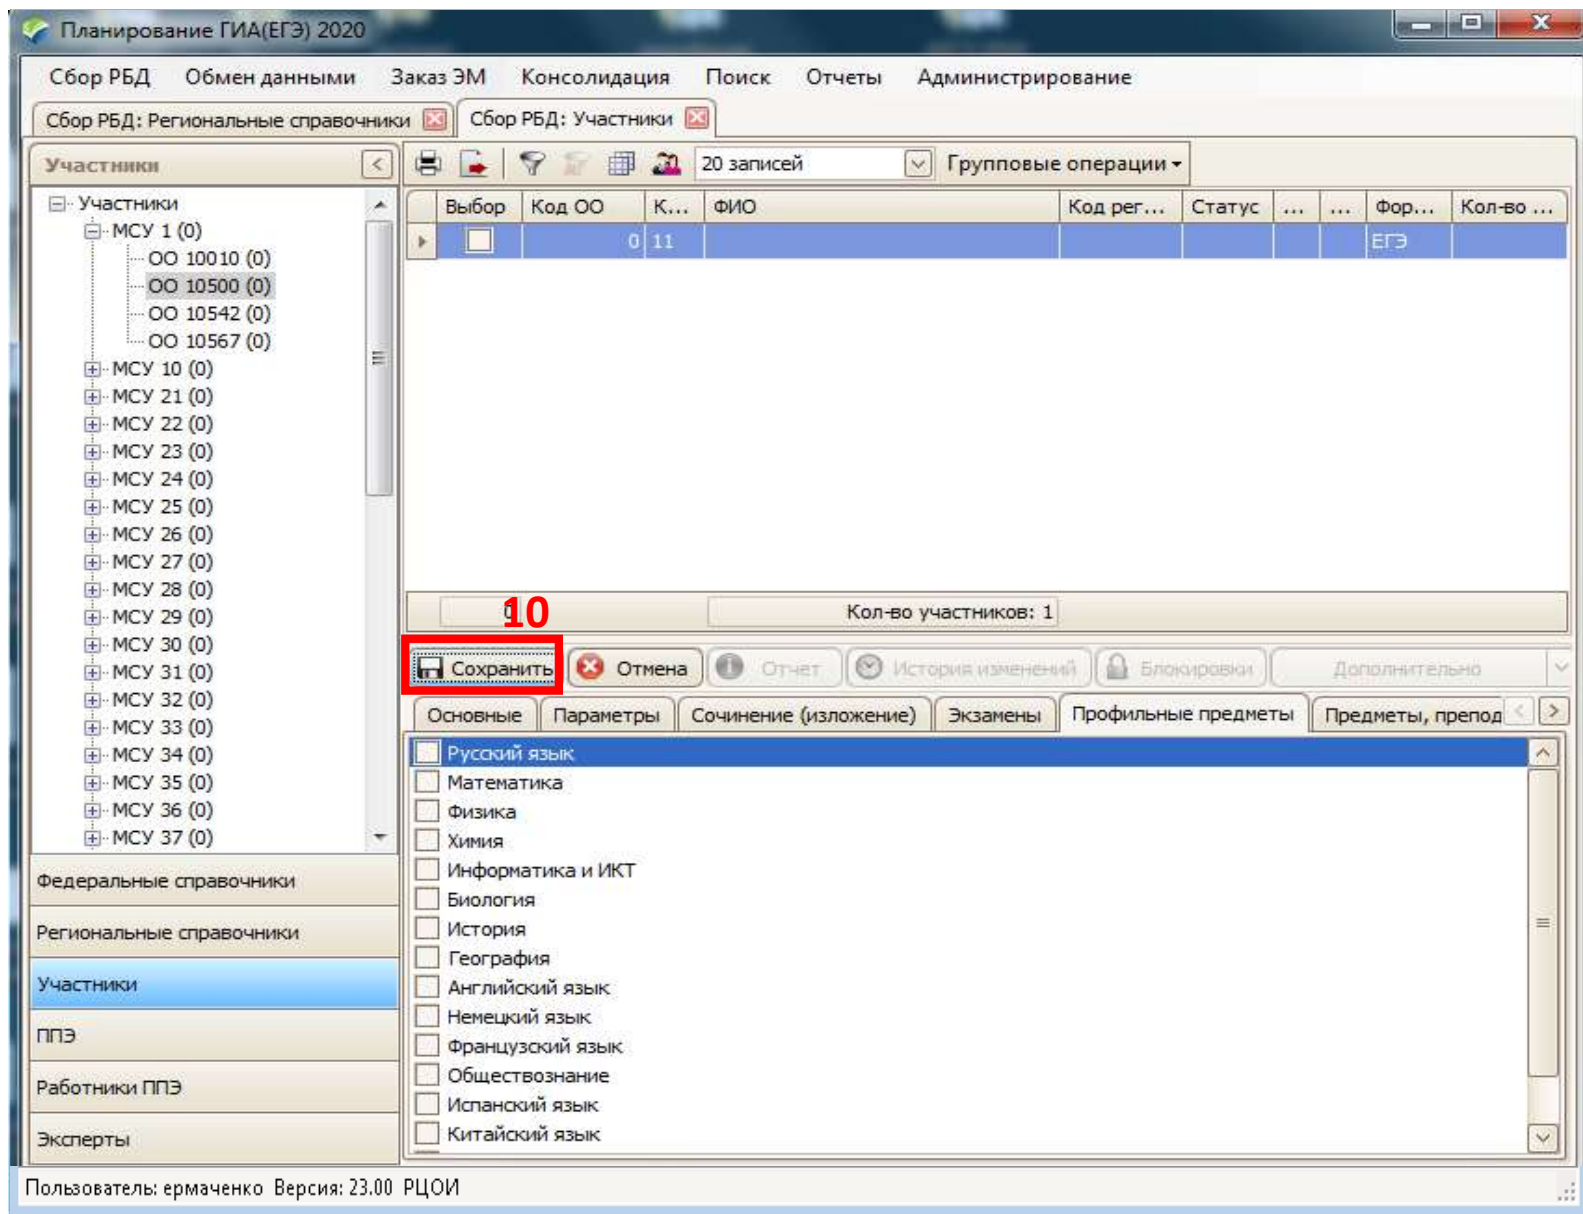 Планирование ГИА(ЕГЭ) 2020
Сбор РБД Обмен данными Заказ ЭМ Консолидация Поиск Отчеты Администрирование
Сбор РБД: Региональные справочники Сбор РБД: Участники
Участники
20 записей Групповые операции
Участники
МСУ 1 (0)
ОО 10010 (0)
ОО 10500 (0)
ОО 10542 (0)
ОО 10567 (0)
МСУ 10 (0)
МСУ 21 (0)
МСУ 22 (0)
МСУ 23 (0)
МСУ 24 (0)
МСУ 25 (0)
МСУ 26 (0)
МСУ 27 (0)
МСУ 28 (0)
МСУ 29 (0)
МСУ 30 (0)
МСУ 31 (0)
МСУ 32 (0)
МСУ 33 (0)
МСУ 34 (0)
МСУ 35 (0)
МСУ 36 (0)
МСУ 37 (0)
Федеральные справочники
Региональные справочники
Участники
ППЭ
Работники ППЭ
Эксперты
Выбор Код ОО К... ФИО Код рег... Статус ... ... Фор... Кол-во ...
0 11 ЕГЭ
0 Кол-во участников: 1
10
Сохранить Отмена Отчет История изменений Блокировки Дополнительно
Основные Параметры Сочинение (изложение) Экзамены Профильные предметы Предметы, препод
Русский язык
Математика
Физика
Химия
Информатика и ИКТ
Биология
История
География
Английский язык
Немецкий язык
Французский язык
Обществознание
Испанский язык
Китайский язык
Пользователь: ермаченко Версия: 23.00 РЦОИ